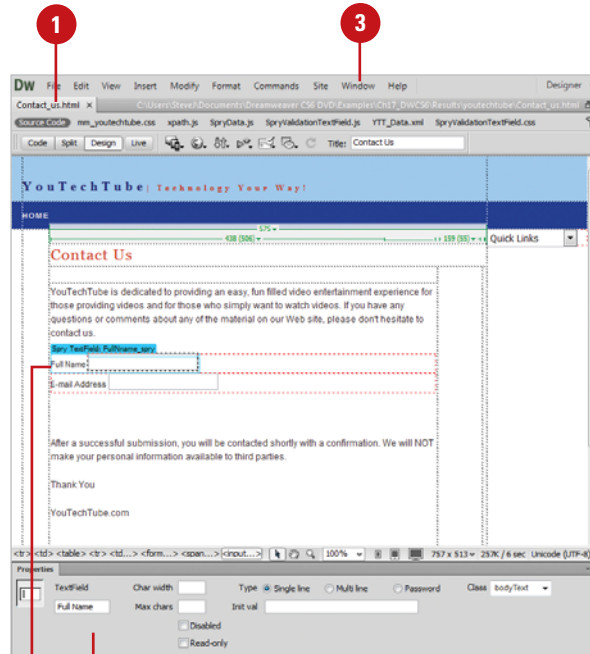 1
3
DW File Edit View Insert Modify Format Commands Site Window Help Designer
Contact_us.html × C:\Users\SteveJ\Documents\Dreamweaver CS6 DVD\Examples\Ch17_DWCS6\Results\youtechtube\Contact_us.html
Source Code mm_youtechtube.css xpath.js SpryData.js SpryValidationTextField.js YTT_Data.xml SpryValidationTextField.css
Code Split Design Live Title: Contact Us
YouTechTube | Technology Your Way!
HOME
575
438 (506) 159 (55) Quick Links
Contact Us
YouTechTube is dedicated to providing an easy, fun filled video entertainment experience for
those providing videos and for those who simply want to watch videos. If you have any
questions or comments about any of the material on our Web site, please don't hesitate to
contact us.
Spry TextField: FullName_spry
Full Name
E-mail Address
After a successful submission, you will be contacted shortly with a confirmation. We will NOT
make your personal information available to third parties.
Thank You
YouTechTube.com
<tr> <td> <table> <tr> <td...> <form...> <span...> <input...> 100% 757 x 513 257K / 6 sec Unicode (UTF-8)
Properties
TextField Char width Type Single line Multi line Password Class bodyText
Full Name Max chars Init val
Disabled
Read-only